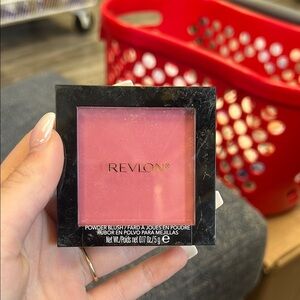 REVLON®
POWDER BLUSH / FARD À JOUES EN POUDRE
RUBOR EN POLVO PARA MEJILLAS
Net Wt./Poids net 0.17 Oz/5 g ℮